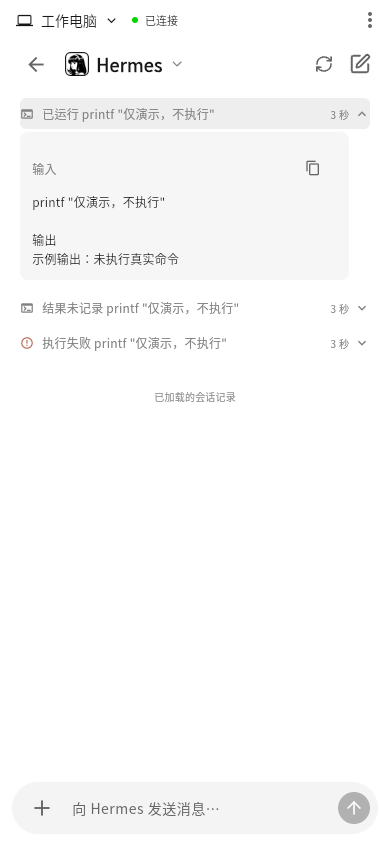 工作电脑 已连接
Hermes
已运行 printf "仅演示，不执行" 3 秒
输入
printf "仅演示，不执行"
输出
示例输出：未执行真实命令
结果未记录 printf "仅演示，不执行" 3 秒
执行失败 printf "仅演示，不执行" 3 秒
已加载的会话记录
向 Hermes 发送消息…